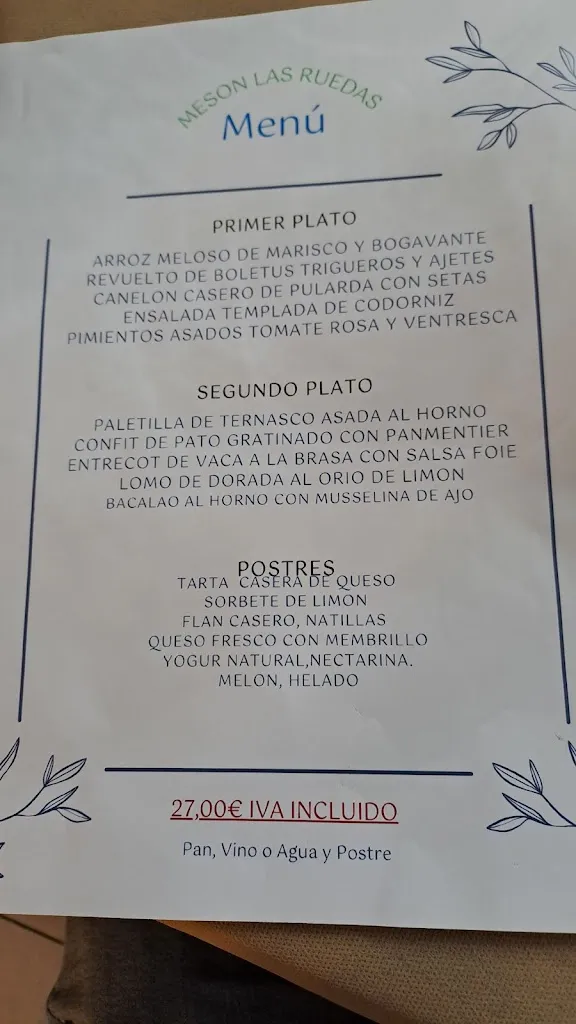 MESON LAS RUEDAS
Menú
PRIMER PLATO
ARROZ MELOSO DE MARISCO Y BOGAVANTE
REVUELTO DE BOLETUS TRIGUEROS Y AJETES
CANELON CASERO DE PULARDA CON SETAS
ENSALADA TEMPLADA DE CODORNIZ
PIMIENTOS ASADOS TOMATE ROSA Y VENTRESCA
SEGUNDO PLATO
PALETILLA DE TERNASCO ASADA AL HORNO
CONFIT DE PATO GRATINADO CON PANMENTIER
ENTRECOT DE VACA A LA BRASA CON SALSA FOIE
LOMO DE DORADA AL ORIO DE LIMON
BACALAO AL HORNO CON MUSSELINA DE AJO
POSTRES
TARTA CASERA DE QUESO
SORBETE DE LIMON
FLAN CASERO, NATILLAS
QUESO FRESCO CON MEMBRILLO
YOGUR NATURAL,NECTARINA.
MELON, HELADO
27,00€ IVA INCLUIDO
Pan, Vino o Agua y Postre